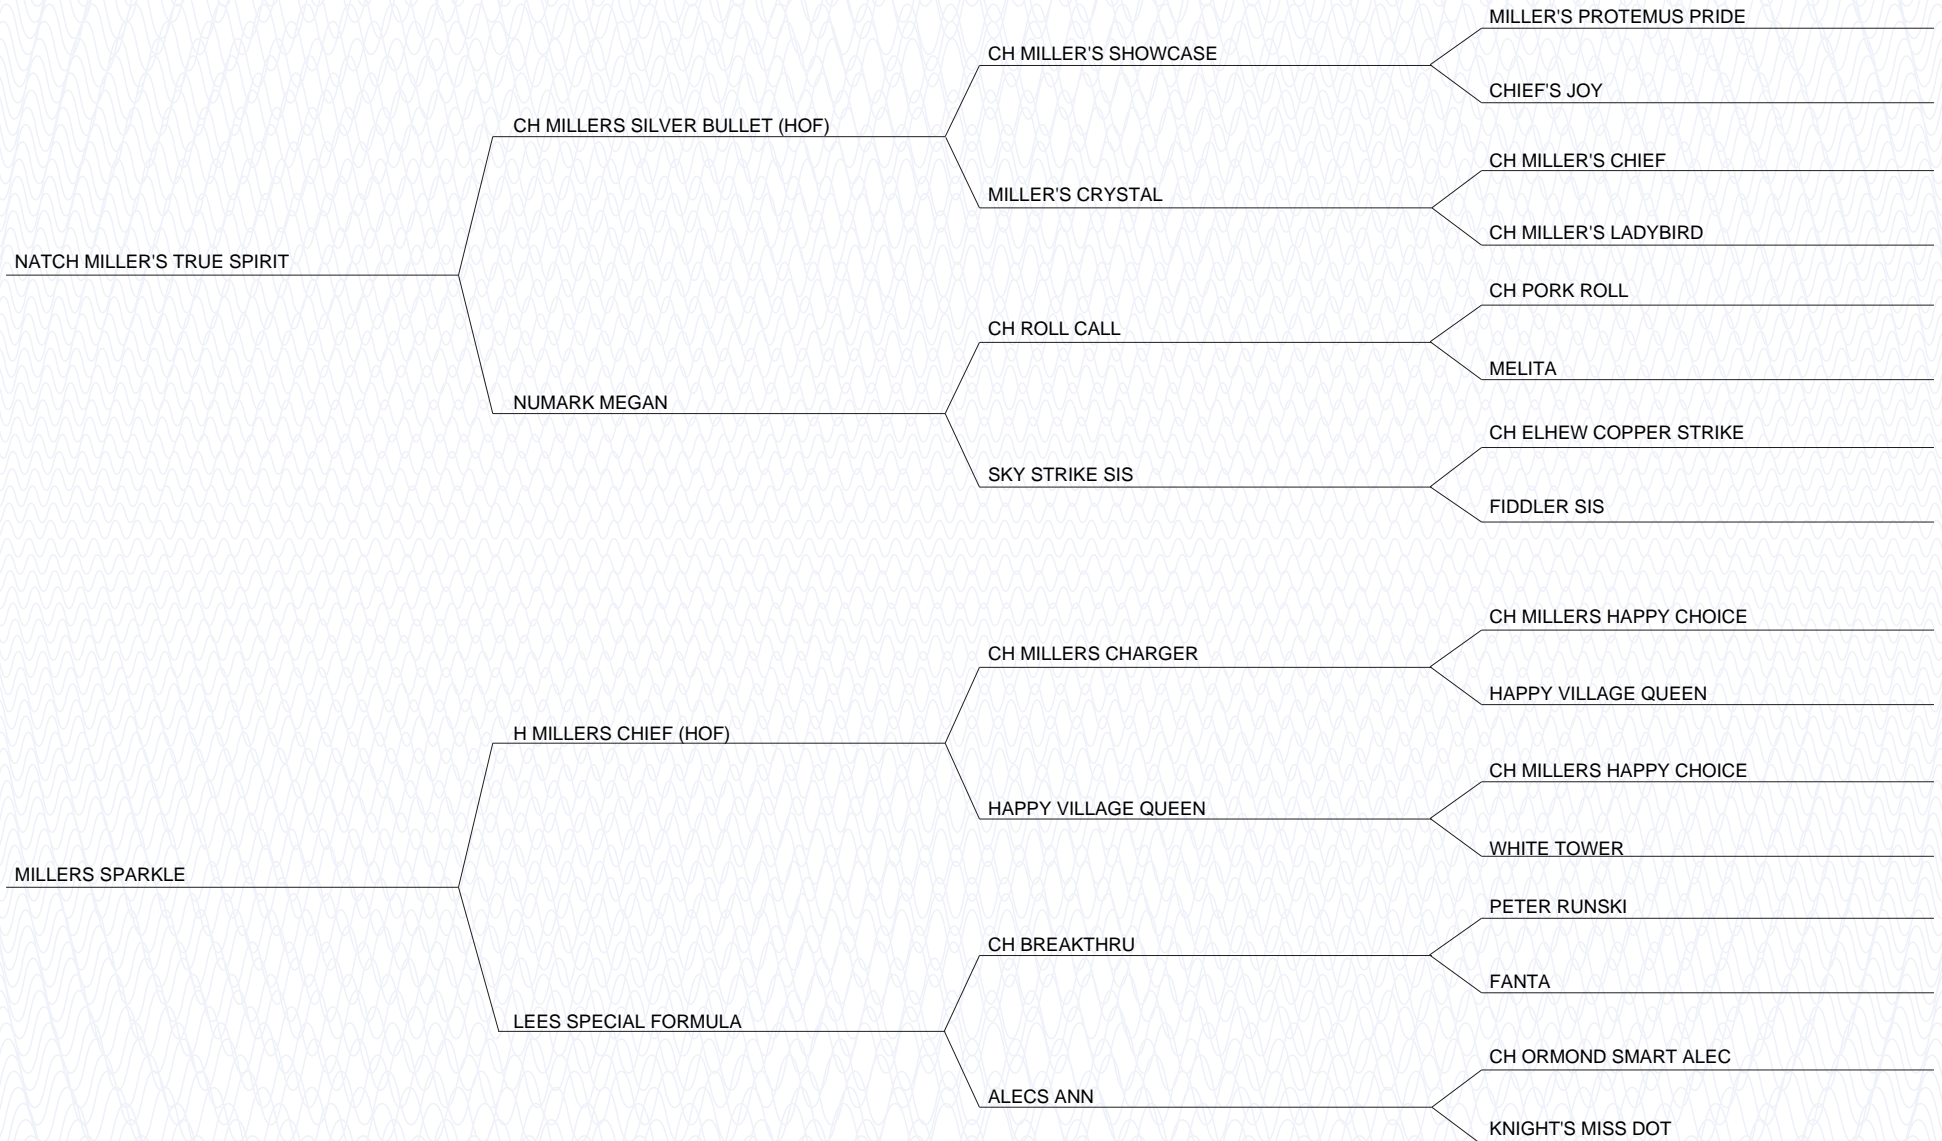 MILLER'S PROTEMUS PRIDE
CH MILLER'S SHOWCASE
CHIEF'S JOY
CH MILLERS SILVER BULLET (HOF)
CH MILLER'S CHIEF
MILLER'S CRYSTAL
CH MILLER'S LADYBIRD
NATCH MILLER'S TRUE SPIRIT
CH PORK ROLL
CH ROLL CALL
MELITA
NUMARK MEGAN
CH ELHEW COPPER STRIKE
SKY STRIKE SIS
FIDDLER SIS
CH MILLERS HAPPY CHOICE
CH MILLERS CHARGER
HAPPY VILLAGE QUEEN
H MILLERS CHIEF (HOF)
CH MILLERS HAPPY CHOICE
HAPPY VILLAGE QUEEN
WHITE TOWER
MILLERS SPARKLE
PETER RUNSKI
CH BREAKTHRU
FANTA
LEES SPECIAL FORMULA
CH ORMOND SMART ALEC
ALECS ANN
KNIGHT'S MISS DOT